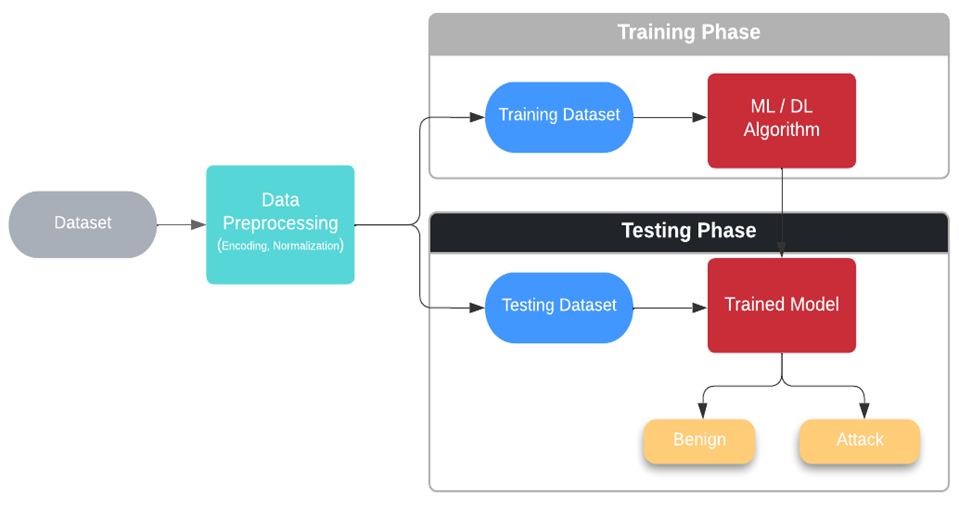 Training Phase
Training Dataset
ML / DL
Algorithm
Dataset
Data
Preprocessing
(Encoding, Normalization)
Testing Phase
Testing Dataset
Trained Model
Benign
Attack